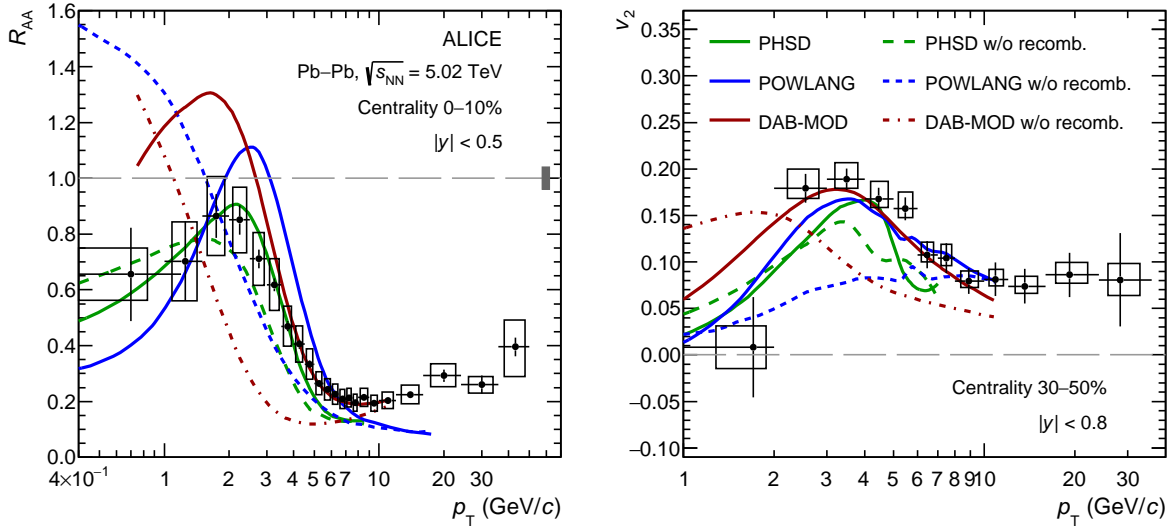 R_AA
1.6
1.4
1.2
1.0
0.8
0.6
0.4
0.2
0.0
ALICE
Pb–Pb, √s_NN = 5.02 TeV
Centrality 0–10%
|y| < 0.5
4×10⁻¹ 1 2 3 4 5 6 7 10 20 30
p_T (GeV/c)
v_2
0.35
0.30
0.25
0.20
0.15
0.10
0.05
0.00
−0.05
−0.10
PHSD PHSD w/o recomb.
POWLANG POWLANG w/o recomb.
DAB-MOD DAB-MOD w/o recomb.
Centrality 30–50%
|y| < 0.8
1 2 3 4 5 6 7 8 910 20 30
p_T (GeV/c)